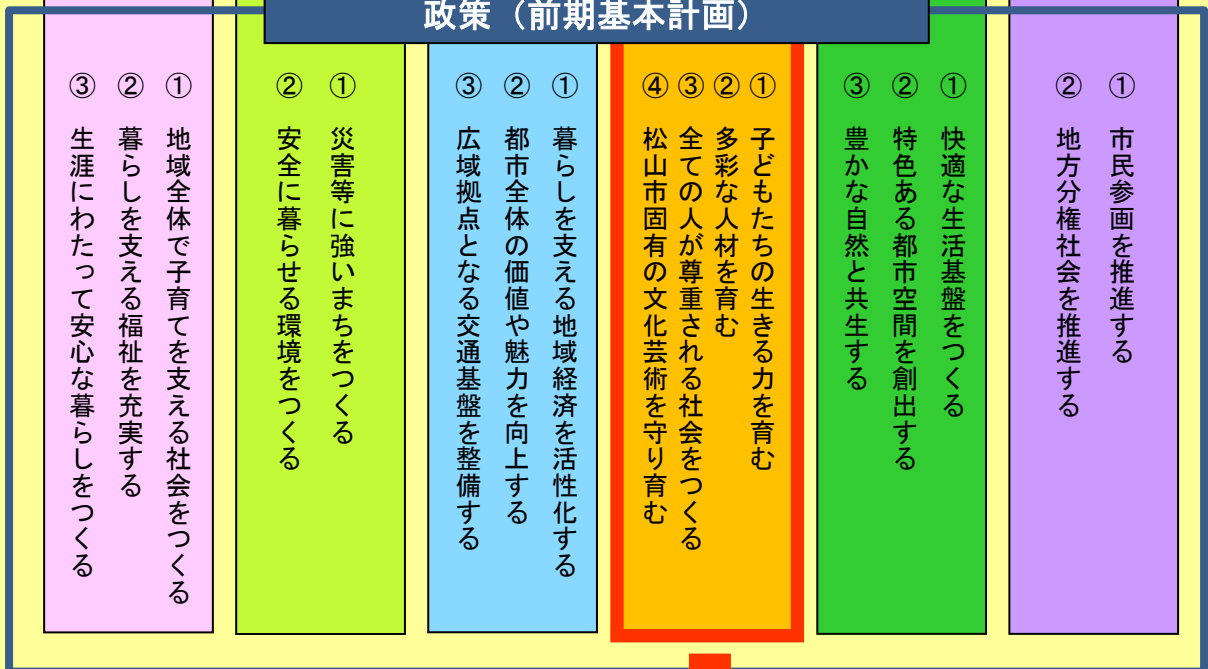 政策（前期基本計画）
① 地域全体で子育てを支える社会をつくる
② 暮らしを支える福祉を充実する
③ 生涯にわたって安心な暮らしをつくる
① 災害等に強いまちをつくる
② 安全に暮らせる環境をつくる
① 暮らしを支える地域経済を活性化する
② 都市全体の価値や魅力を向上する
③ 広域拠点となる交通基盤を整備する
① 子どもたちの生きる力を育む
② 多彩な人材を育む
③ 全ての人が尊重される社会をつくる
④ 松山市固有の文化芸術を守り育む
① 快適な生活基盤をつくる
② 特色ある都市空間を創出する
③ 豊かな自然と共生する
① 市民参画を推進する
② 地方分権社会を推進する